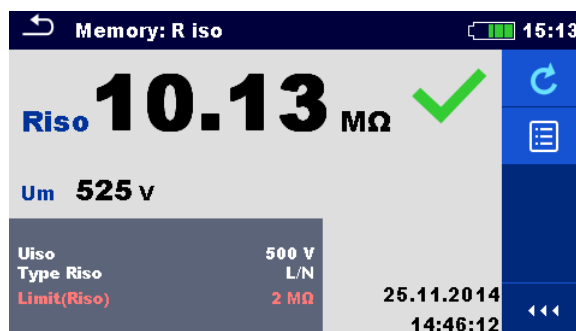 Memory: R iso 15:13
Riso 10.13 MΩ
Um 525 V
Uiso 500 V
Type Riso L/N
Limit(Riso) 2 MΩ
25.11.2014
14:46:12